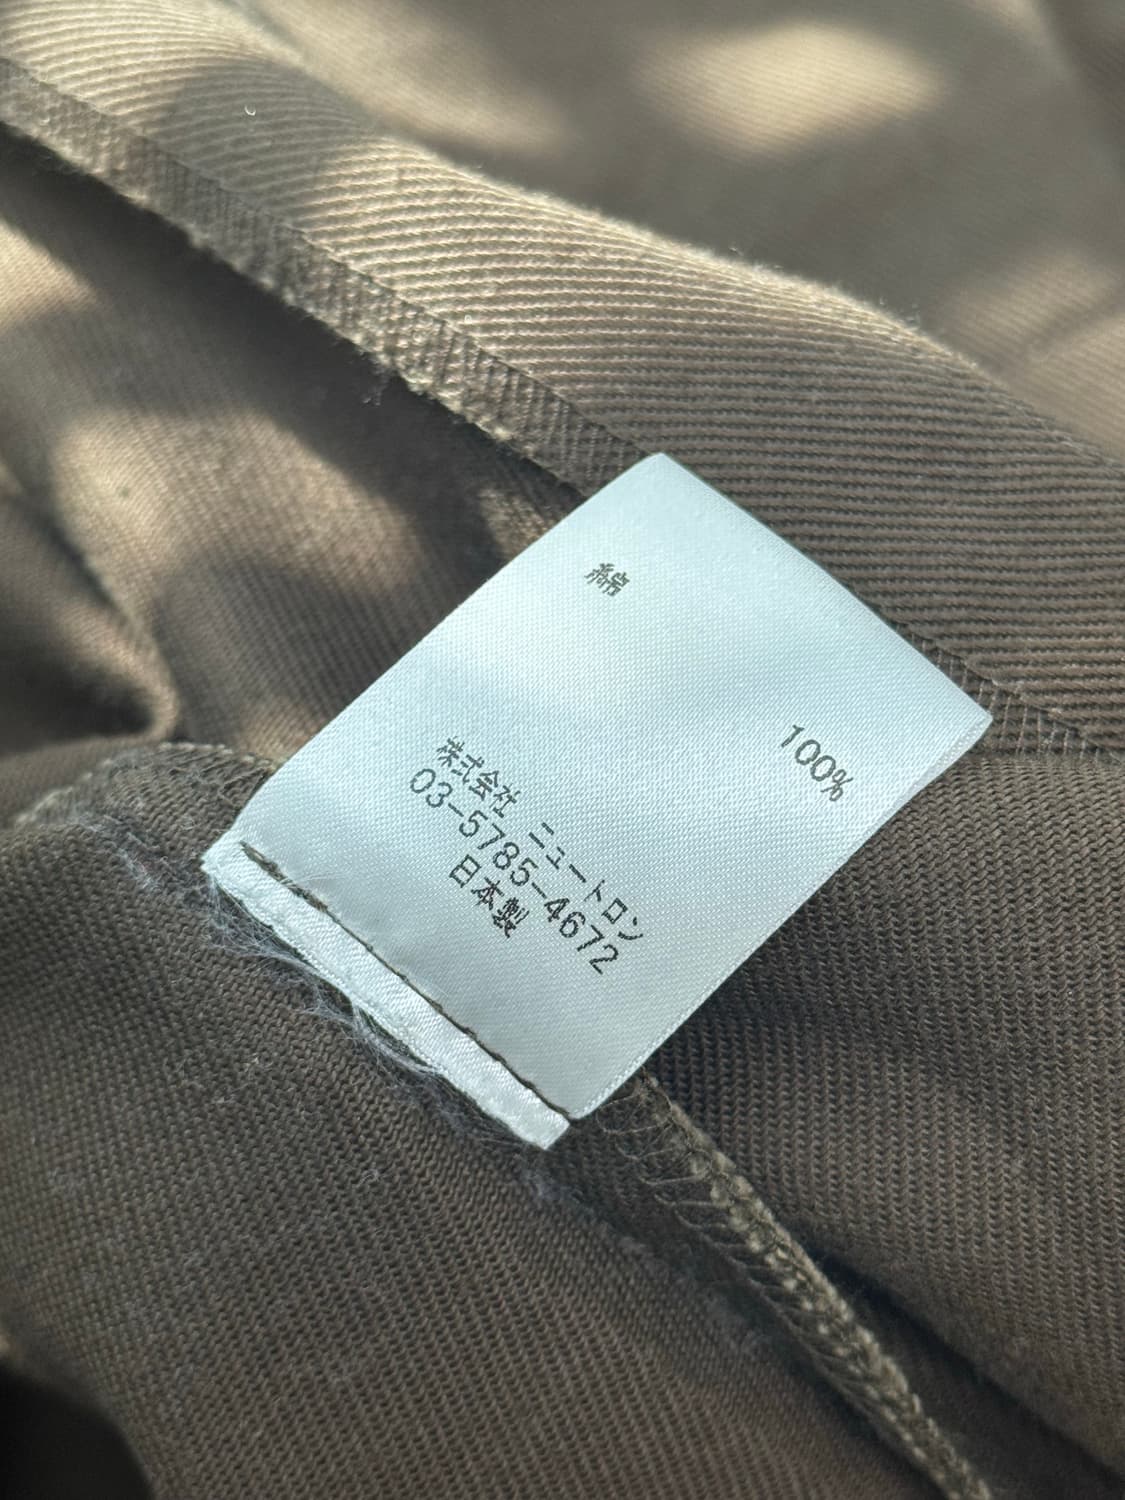 綿 100%
株式会社 ニュートロン
03-5785-4672
日本製